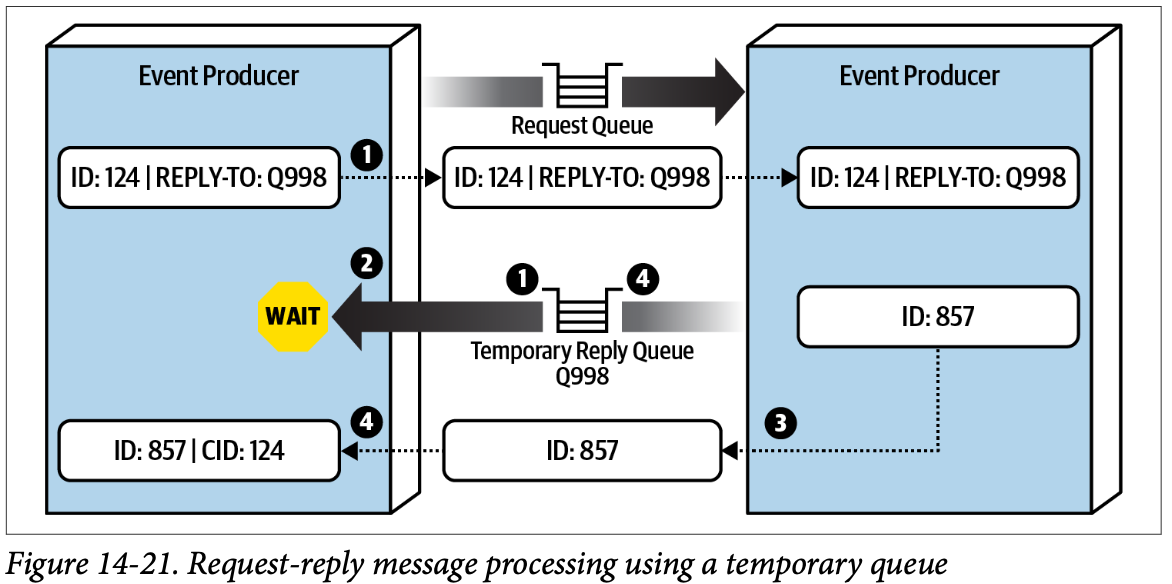 Event Producer
Event Producer
Request Queue
1
ID: 124 | REPLY-TO: Q998
ID: 124 | REPLY-TO: Q998
ID: 124 | REPLY-TO: Q998
2
1
4
WAIT
ID: 857
Temporary Reply Queue
Q998
4
3
ID: 857 | CID: 124
ID: 857
Figure 14-21. Request-reply message processing using a temporary queue